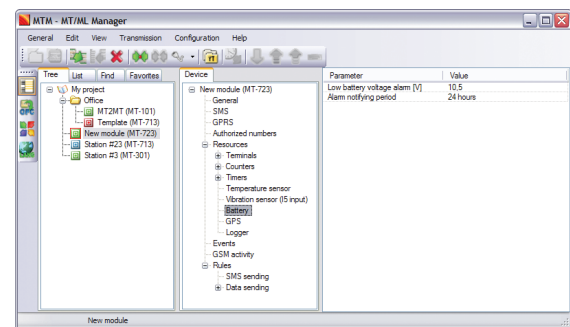 MTM - MT/ML Manager
General Edit View Transmission Configuration Help
Tree List Find Favorites
My project
Office
MT2MT (MT-101)
Template (MT-713)
New module (MT-723)
Station #23 (MT-713)
Station #3 (MT-301)
OPC
Device
New module (MT-723)
General
SMS
GPRS
Authorized numbers
Resources
Terminals
Counters
Timers
Temperature sensor
Vibration sensor (I5 input)
Battery
GPS
Logger
Events
GSM activity
Rules
SMS sending
Data sending
Parameter Value
Low battery voltage alarm [V] 10,5
Alarm notifying period 24 hours
New module